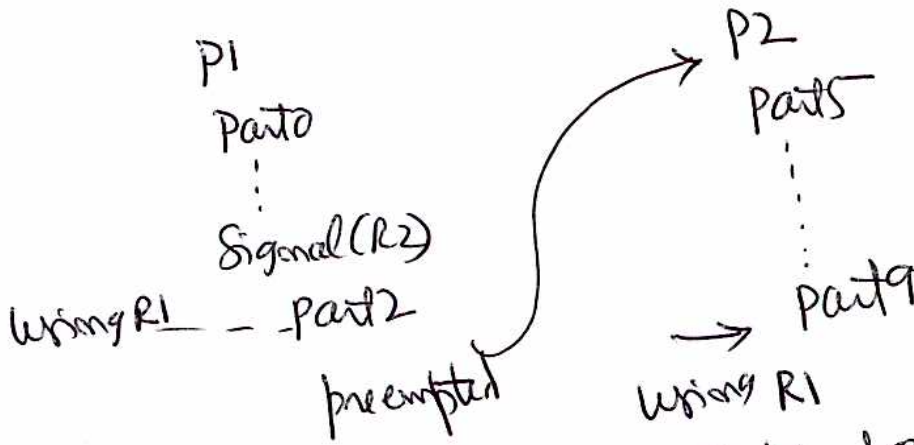 P1
Part0
Signal(R2)
using R1 - - - Part2
preempted
P2
Part5
Part9
using R1